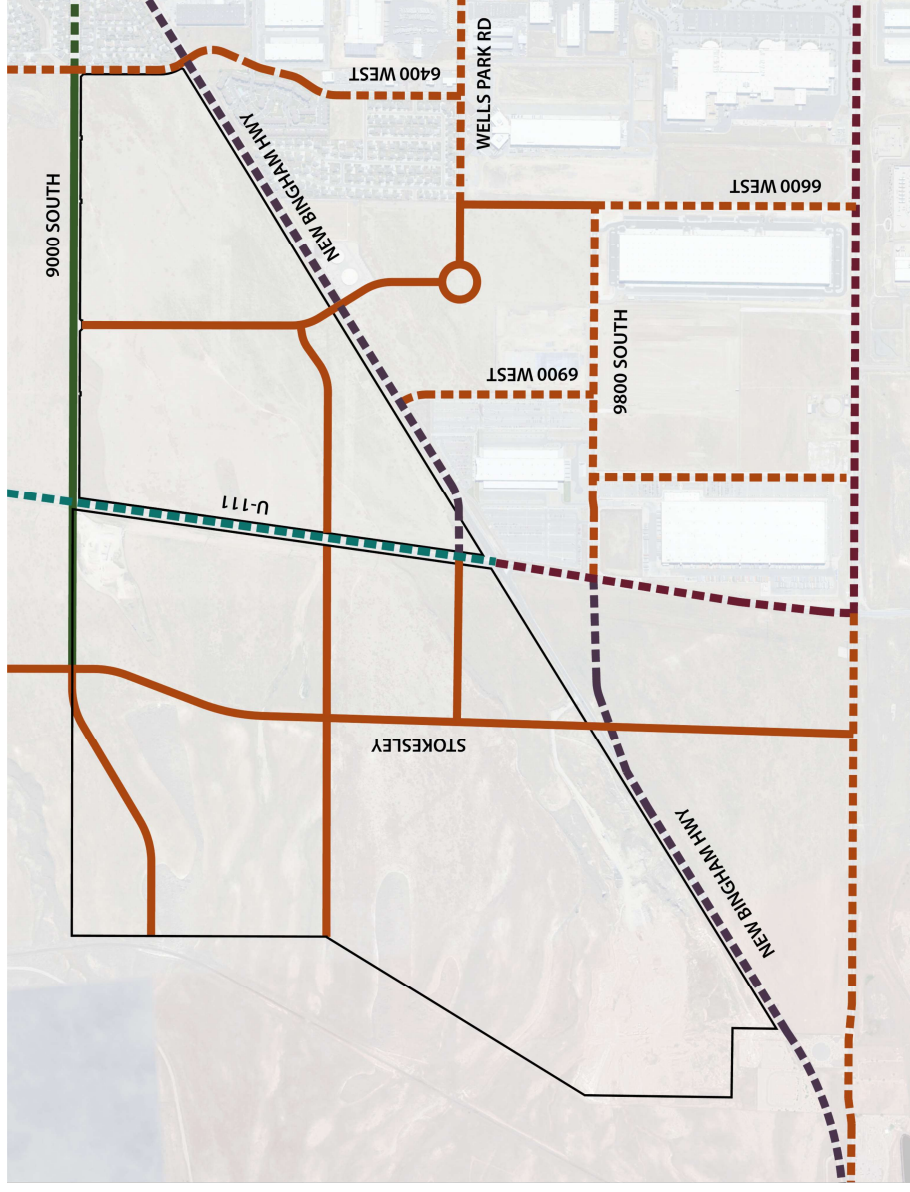 6400 WEST
WELLS PARK RD
NEW BINGHAM HWY
9000 SOUTH
6600 WEST
9800 SOUTH
6900 WEST
U-111
STOKESLEY
NEW BINGHAM HWY